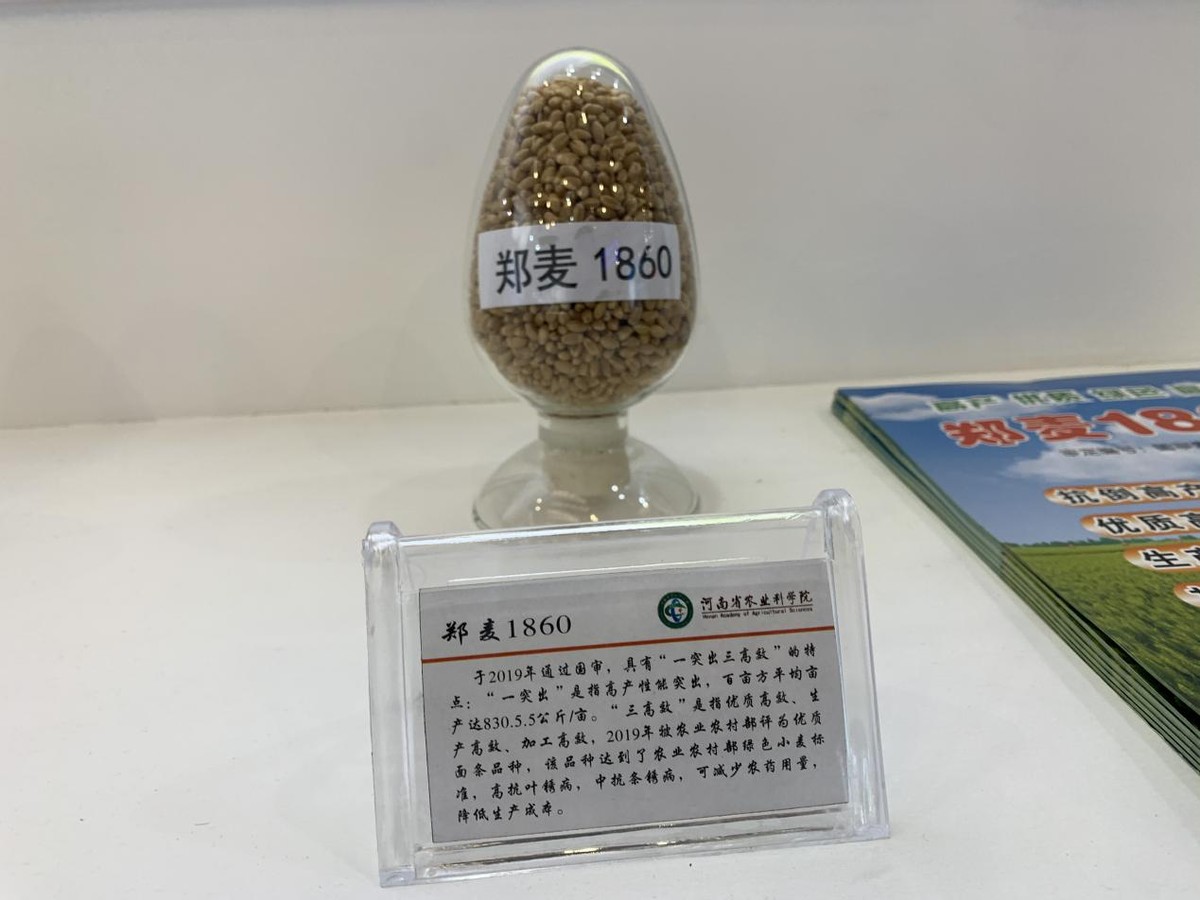 郑麦 1860
郑麦1860
河南省农业科学院
Henan Academy of Agricultural Sciences
于2019年通过国审，具有“一突出三高效”的特
点：“一突出”是指高产性能突出，百亩方平均亩
产达830.5.5公斤/亩。“三高效”是指优质高效、生
产高效、加工高效，2019年被农业农村部评为优质
面条品种，该品种达到了农业农村部绿色小麦标
准，高抗叶锈病，中抗条锈病，可减少农药用量，
降低生产成本。
高产 优质 绿色
郑麦18
抗倒高产
优质
生